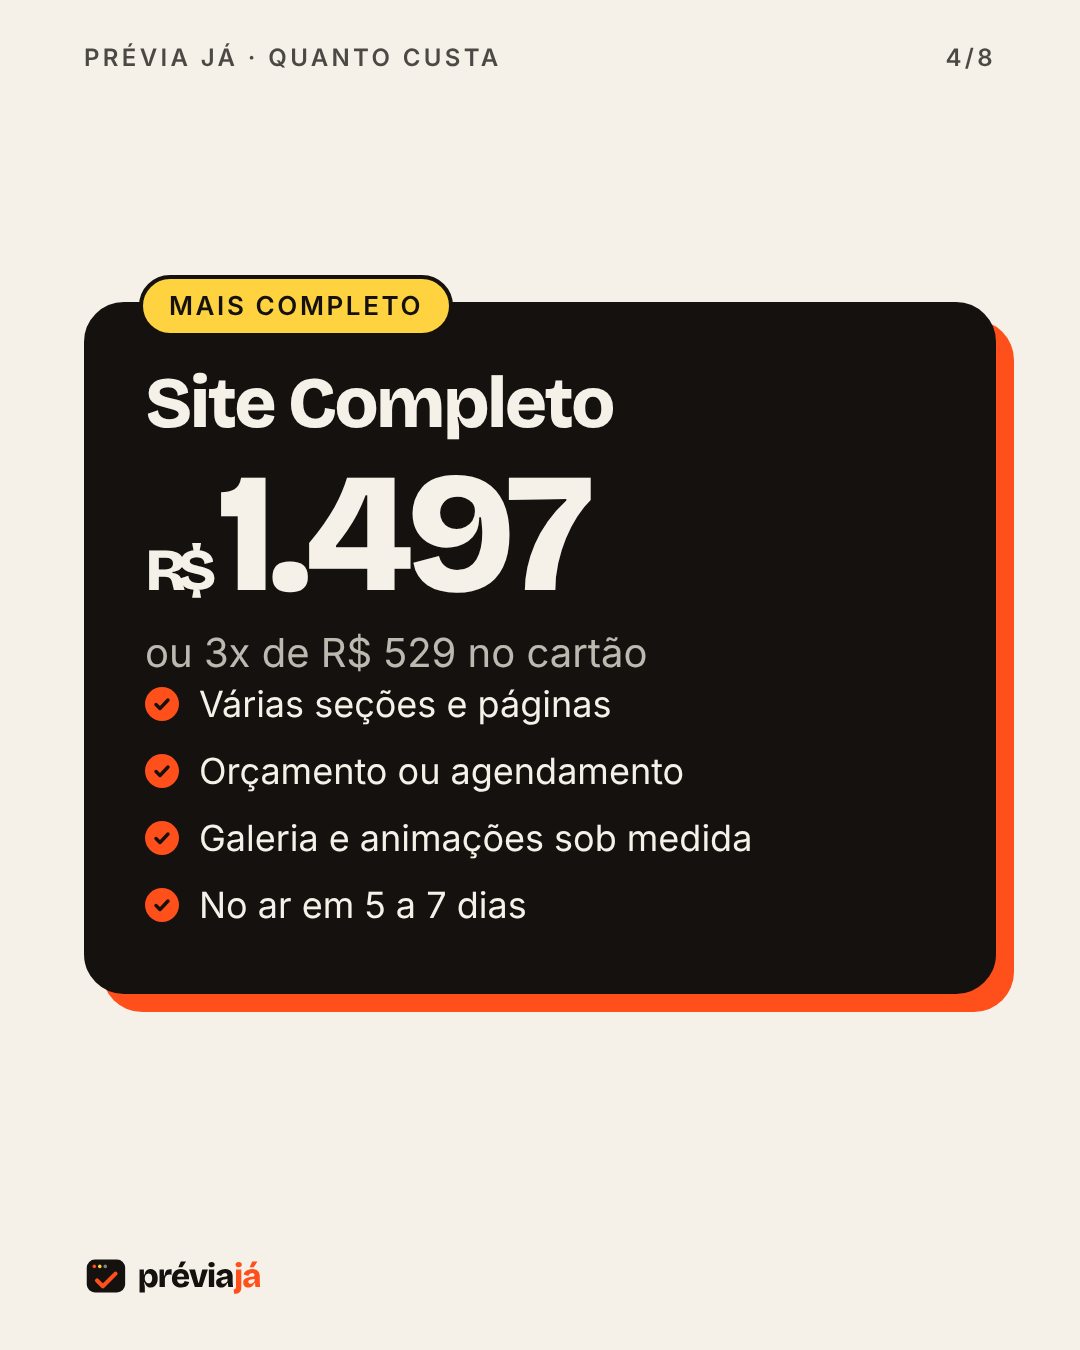 PRÉVIA JÁ · QUANTO CUSTA
4/8
MAIS COMPLETO
Site Completo
R$ 1.497
ou 3x de R$ 529 no cartão
Várias seções e páginas
Orçamento ou agendamento
Galeria e animações sob medida
No ar em 5 a 7 dias
préviajá